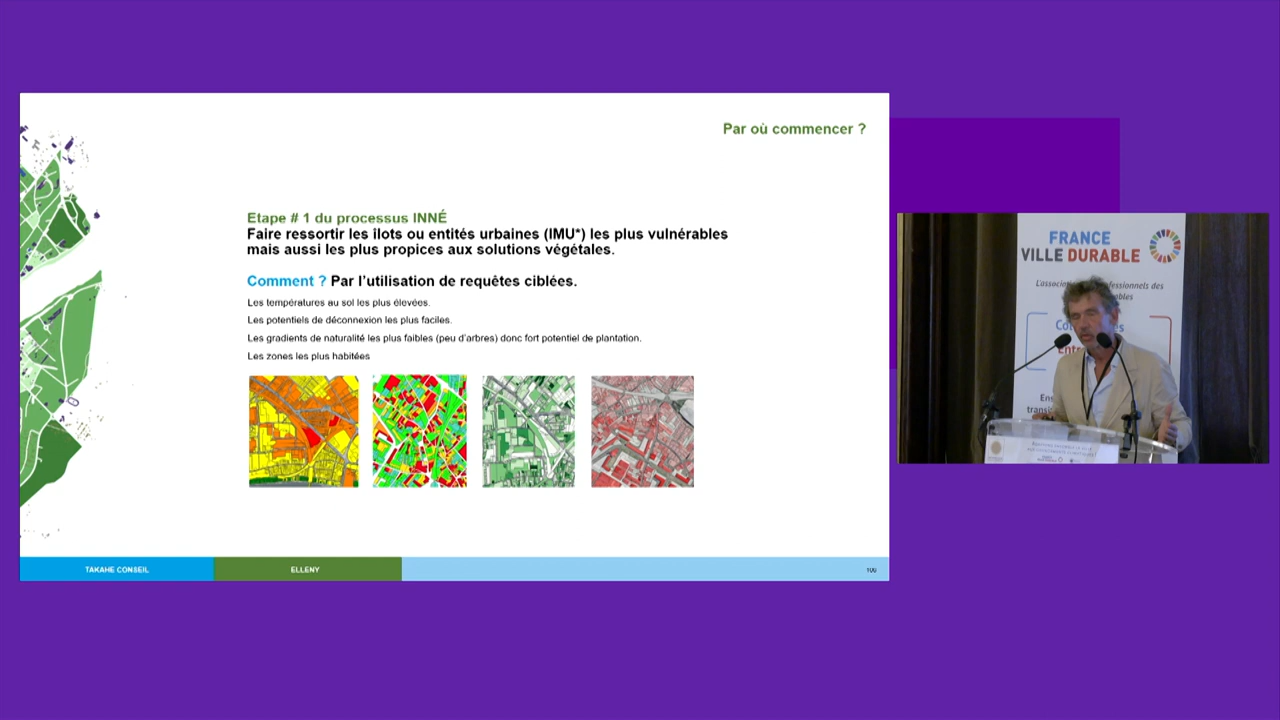 Par où commencer ?
Etape # 1 du processus INNÉ
Faire ressortir les îlots ou entités urbaines (IMU*) les plus vulnérables
mais aussi les plus propices aux solutions végétales.
Comment ? Par l'utilisation de requêtes ciblées.
Les températures au sol les plus élevées.
Les potentiels de déconnexion les plus faciles.
Les gradients de naturalité les plus faibles (peu d'arbres) donc fort potentiel de plantation.
Les zones les plus habitées
TAKAHE CONSEIL
ELLENY
FRANCE
VILLE DURABLE